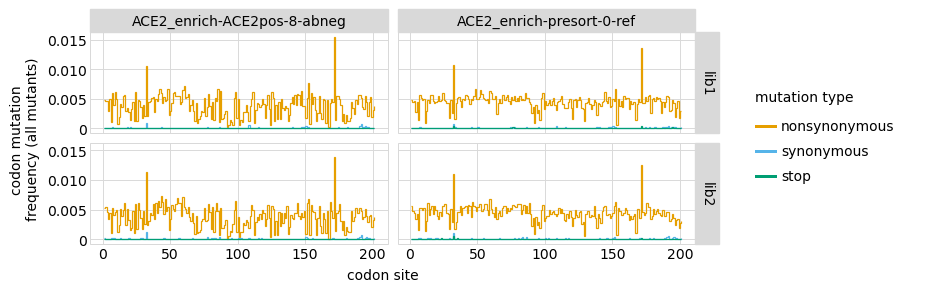 ACE2_enrich-ACE2pos-8-abneg
ACE2_enrich-presort-0-ref
codon mutation
frequency (all mutants)
0.015
0.010
0.005
0
lib1
0.015
0.010
0.005
0
lib2
0
50
100
150
200
0
50
100
150
200
codon site
mutation type
nonsynonymous
synonymous
stop